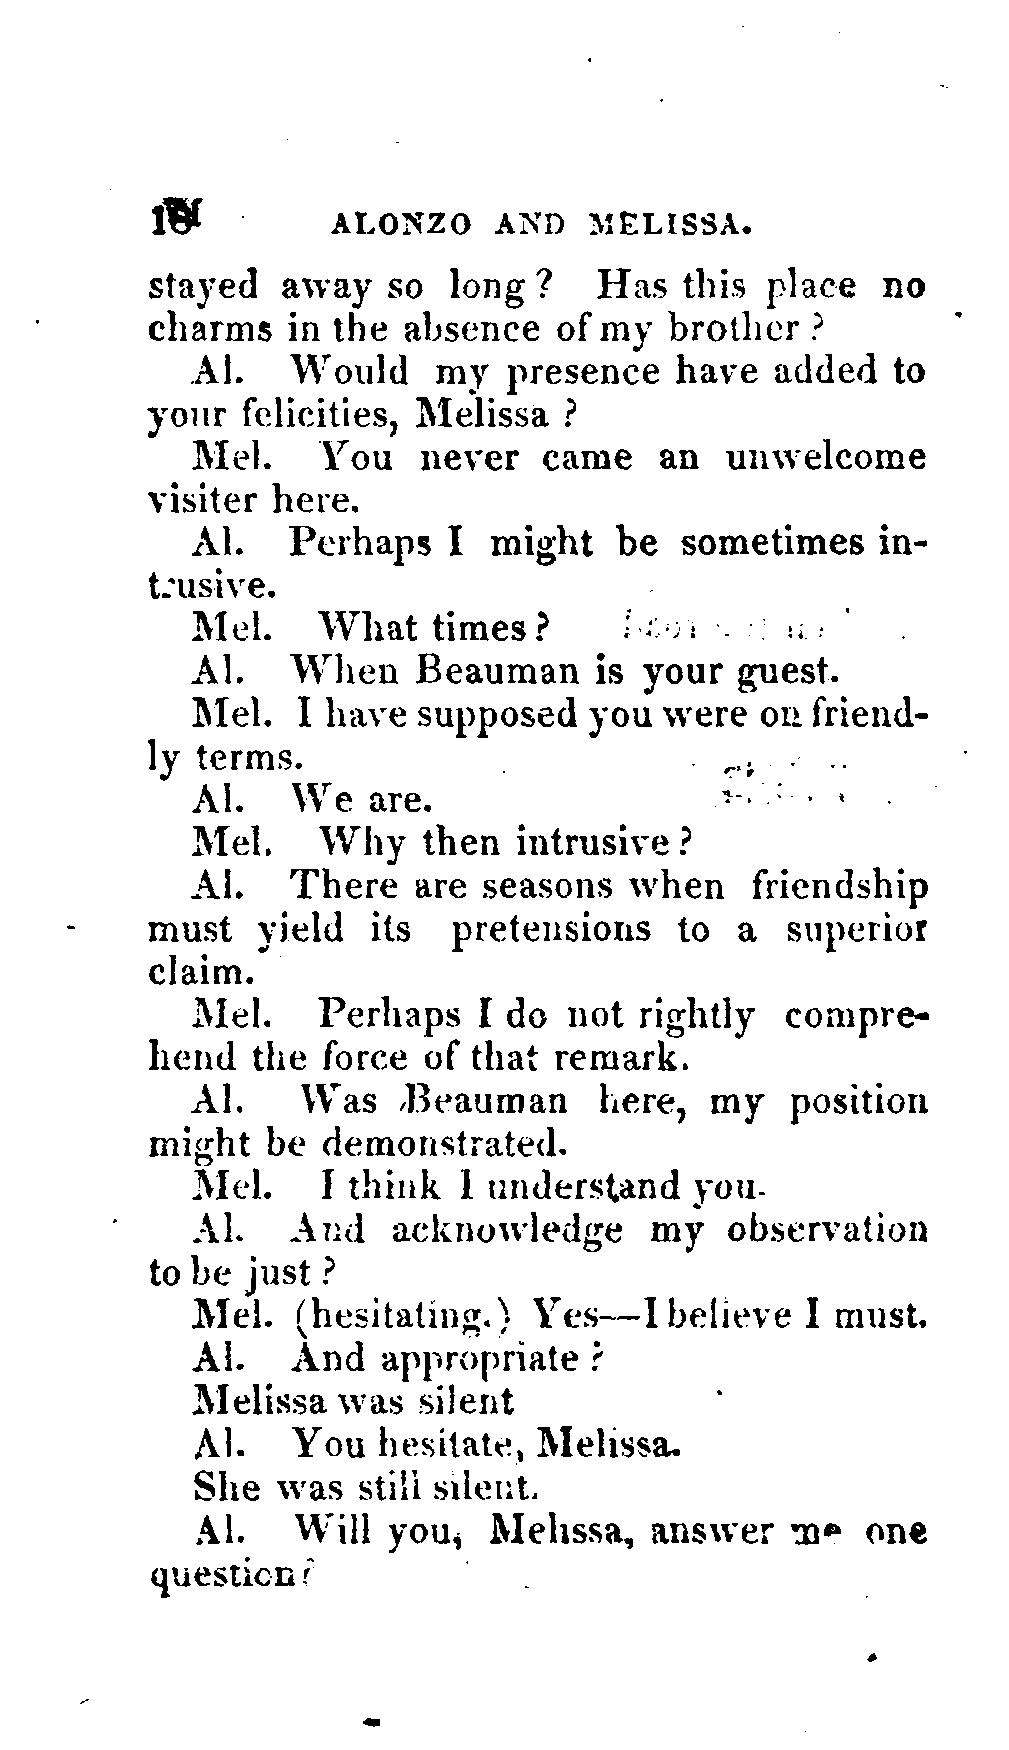 ALONZO AND MELISSA.
stayed away so long? Has this place no
charms in the absence of my brother?
Al. Would my presence have added to
your felicities, Melissa?
Mel. You never came an unwelcome
visiter here.
Al. Perhaps I might be sometimes in-
trusive.
Mel. What times?
Al. When Beauman is your guest.
Mel. I have supposed you were on friend-
ly terms.
Al. We are.
Mel. Why then intrusive?
Al. There are seasons when friendship
must yield its pretensions to a superior
claim.
Mel. Perhaps I do not rightly compre-
hend the force of that remark.
Al. Was Beauman here, my position
might be demonstrated.
Mel. I think I understand you.
Al. And acknowledge my observation
to be just?
Mel. (hesitating.) Yes—I believe I must.
Al. And appropriate?
Melissa was silent
Al. You hesitate, Melissa.
She was still silent.
Al. Will you, Melissa, answer me one
question?